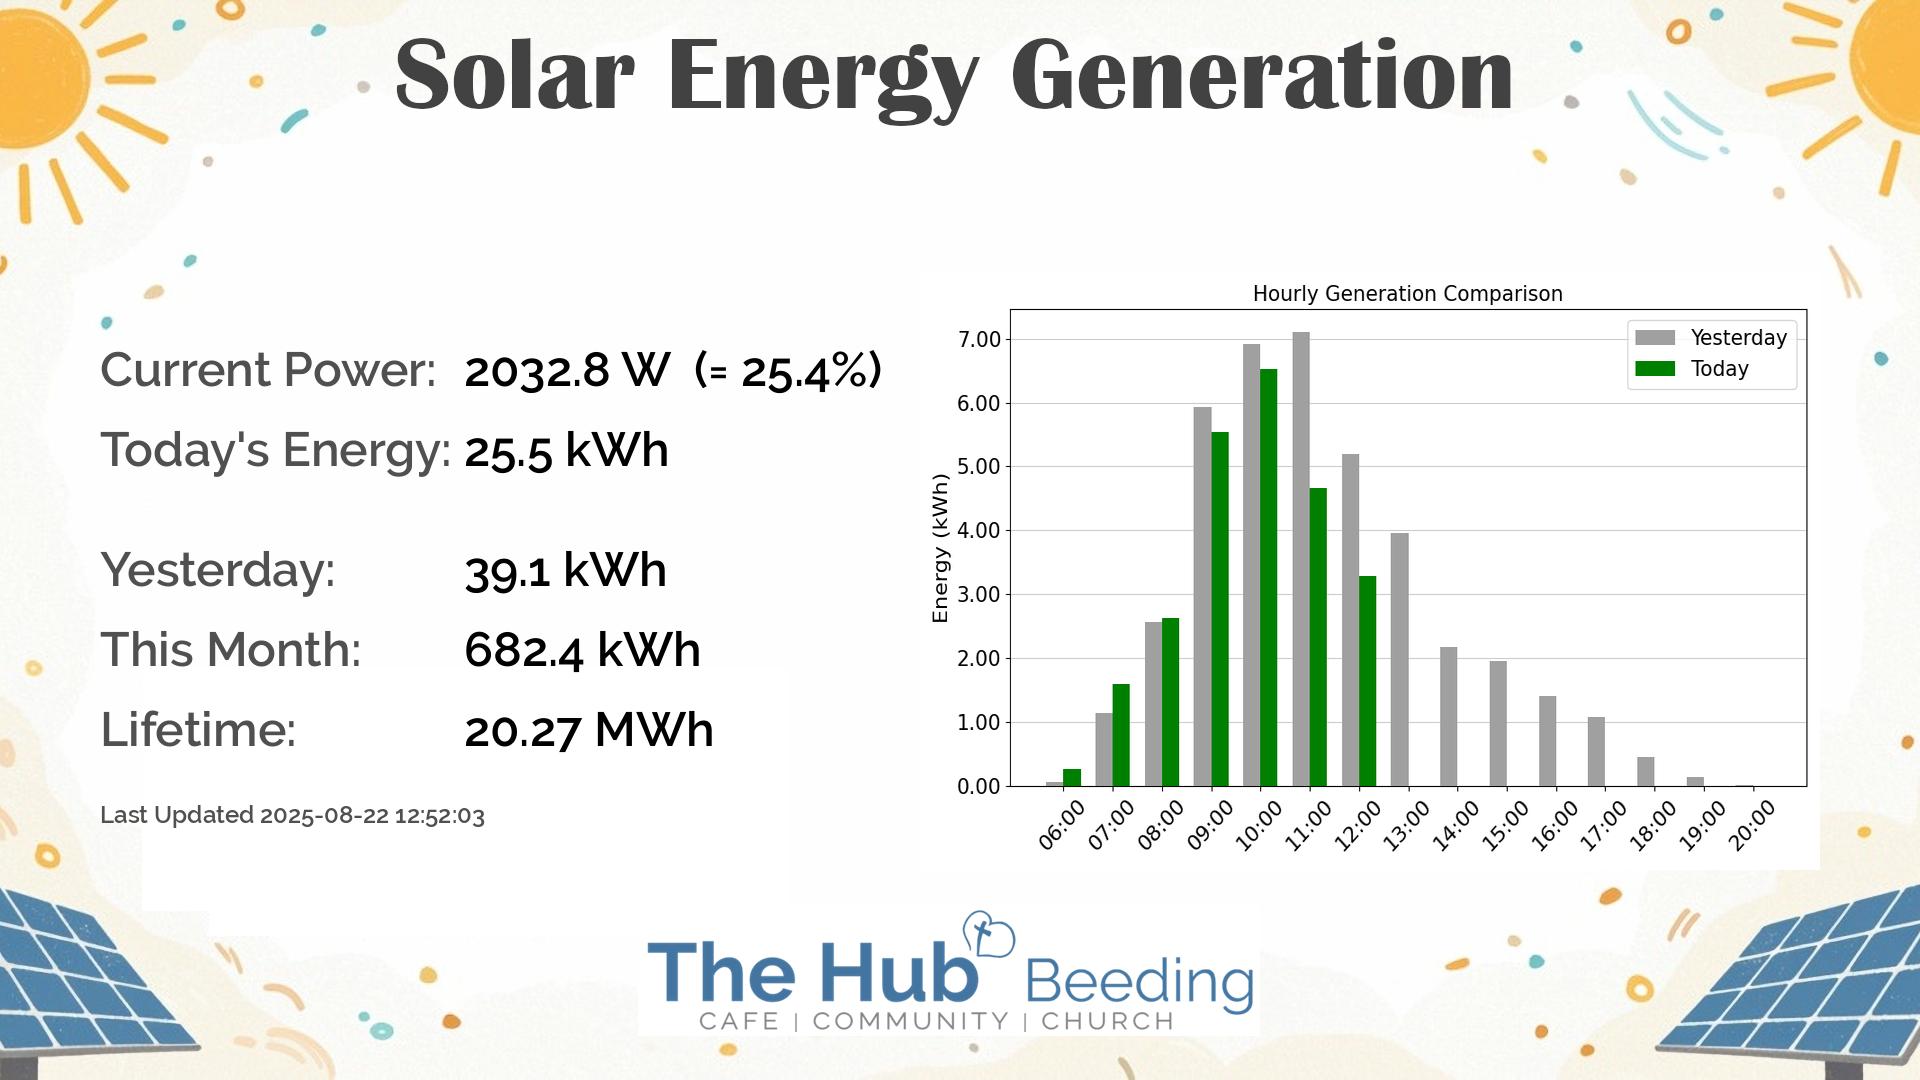 Solar Energy Generation
Current Power: 2032.8 W (= 25.4%)
Today's Energy: 25.5 kWh
Yesterday: 39.1 kWh
This Month: 682.4 kWh
Lifetime: 20.27 MWh
Last Updated 2025-08-22 12:52:03
Hourly Generation Comparison
Yesterday
Today
Energy (kWh)
7.00
6.00
5.00
4.00
3.00
2.00
1.00
0.00
06:00 07:00 08:00 09:00 10:00 11:00 12:00 13:00 14:00 15:00 16:00 17:00 18:00 19:00 20:00
The Hub Beeding
CAFE | COMMUNITY | CHURCH